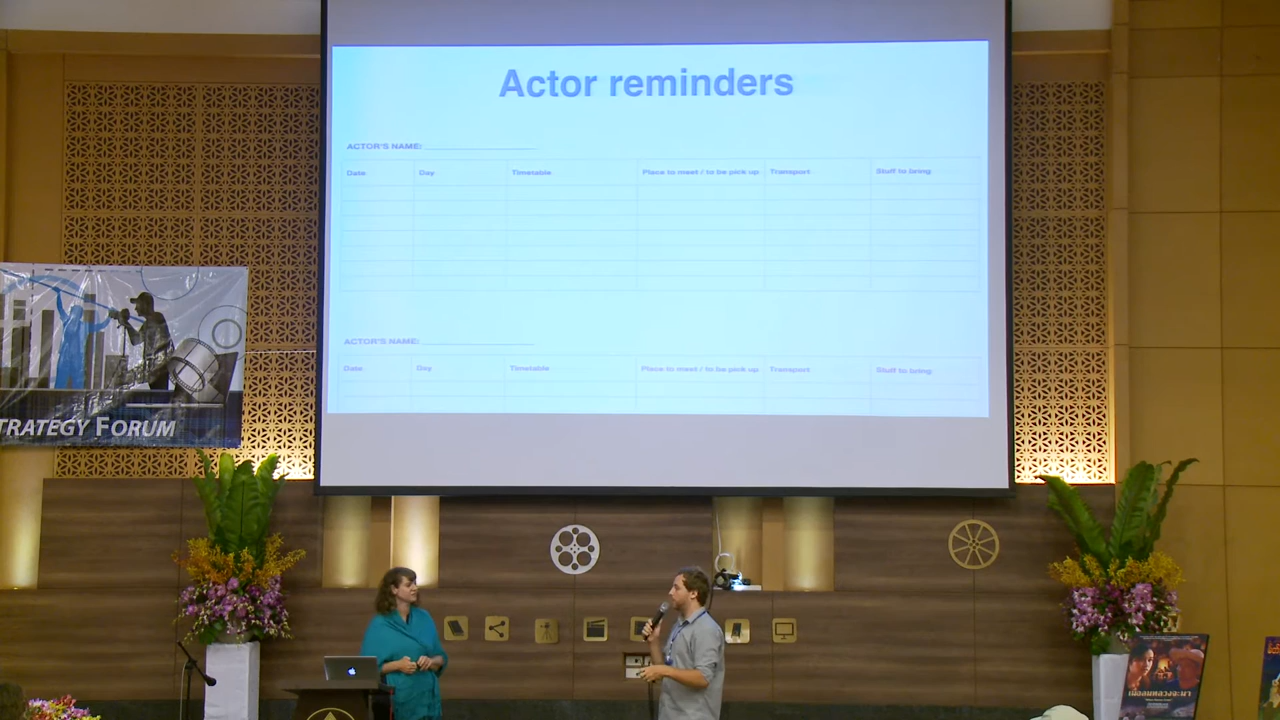 Actor reminders
ACTOR'S NAME:
Date Day Timetable Place to meet / to be pick up Transport Stuff to bring
ACTOR'S NAME:
Date Day Timetable Place to meet / to be pick up Transport Stuff to bring
TRATEGY FORUM